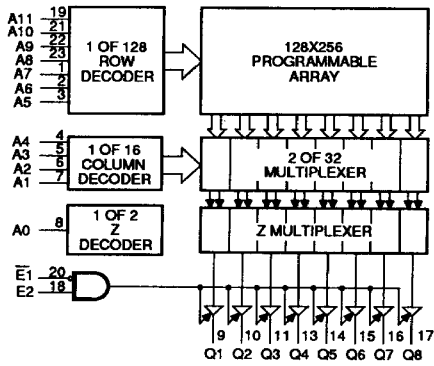 A11 19
A10 21
A9 22
A8 23
A7 1
A6 2
A5 3
1 OF 128
ROW
DECODER
128X256
PROGRAMMABLE
ARRAY
A4 4
A3 5
A2 6
A1 7
1 OF 16
COLUMN
DECODER
2 OF 32
MULTIPLEXER
A0 8
1 OF 2
Z
DECODER
Z MULTIPLEXER
E1 20
E2 18
9 10 11 13 14 15 16 17
Q1 Q2 Q3 Q4 Q5 Q6 Q7 Q8